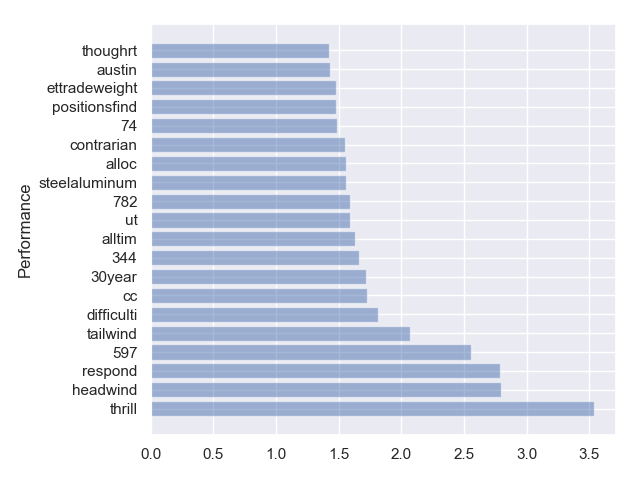 thoughrt
austin
ettradeweight
positionsfind
74
contrarian
alloc
steelaluminum
782
ut
alltim
344
30year
cc
difficulti
tailwind
597
respond
headwind
thrill
Performance
0.0 0.5 1.0 1.5 2.0 2.5 3.0 3.5